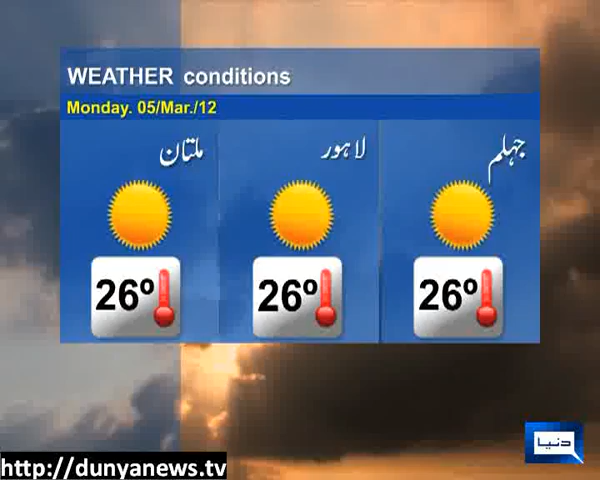 WEATHER conditions
Monday. 05/Mar./12
جہلم
لاہور
ملتان
26º
26º
26º
دنیا
http://dunyanews.tv